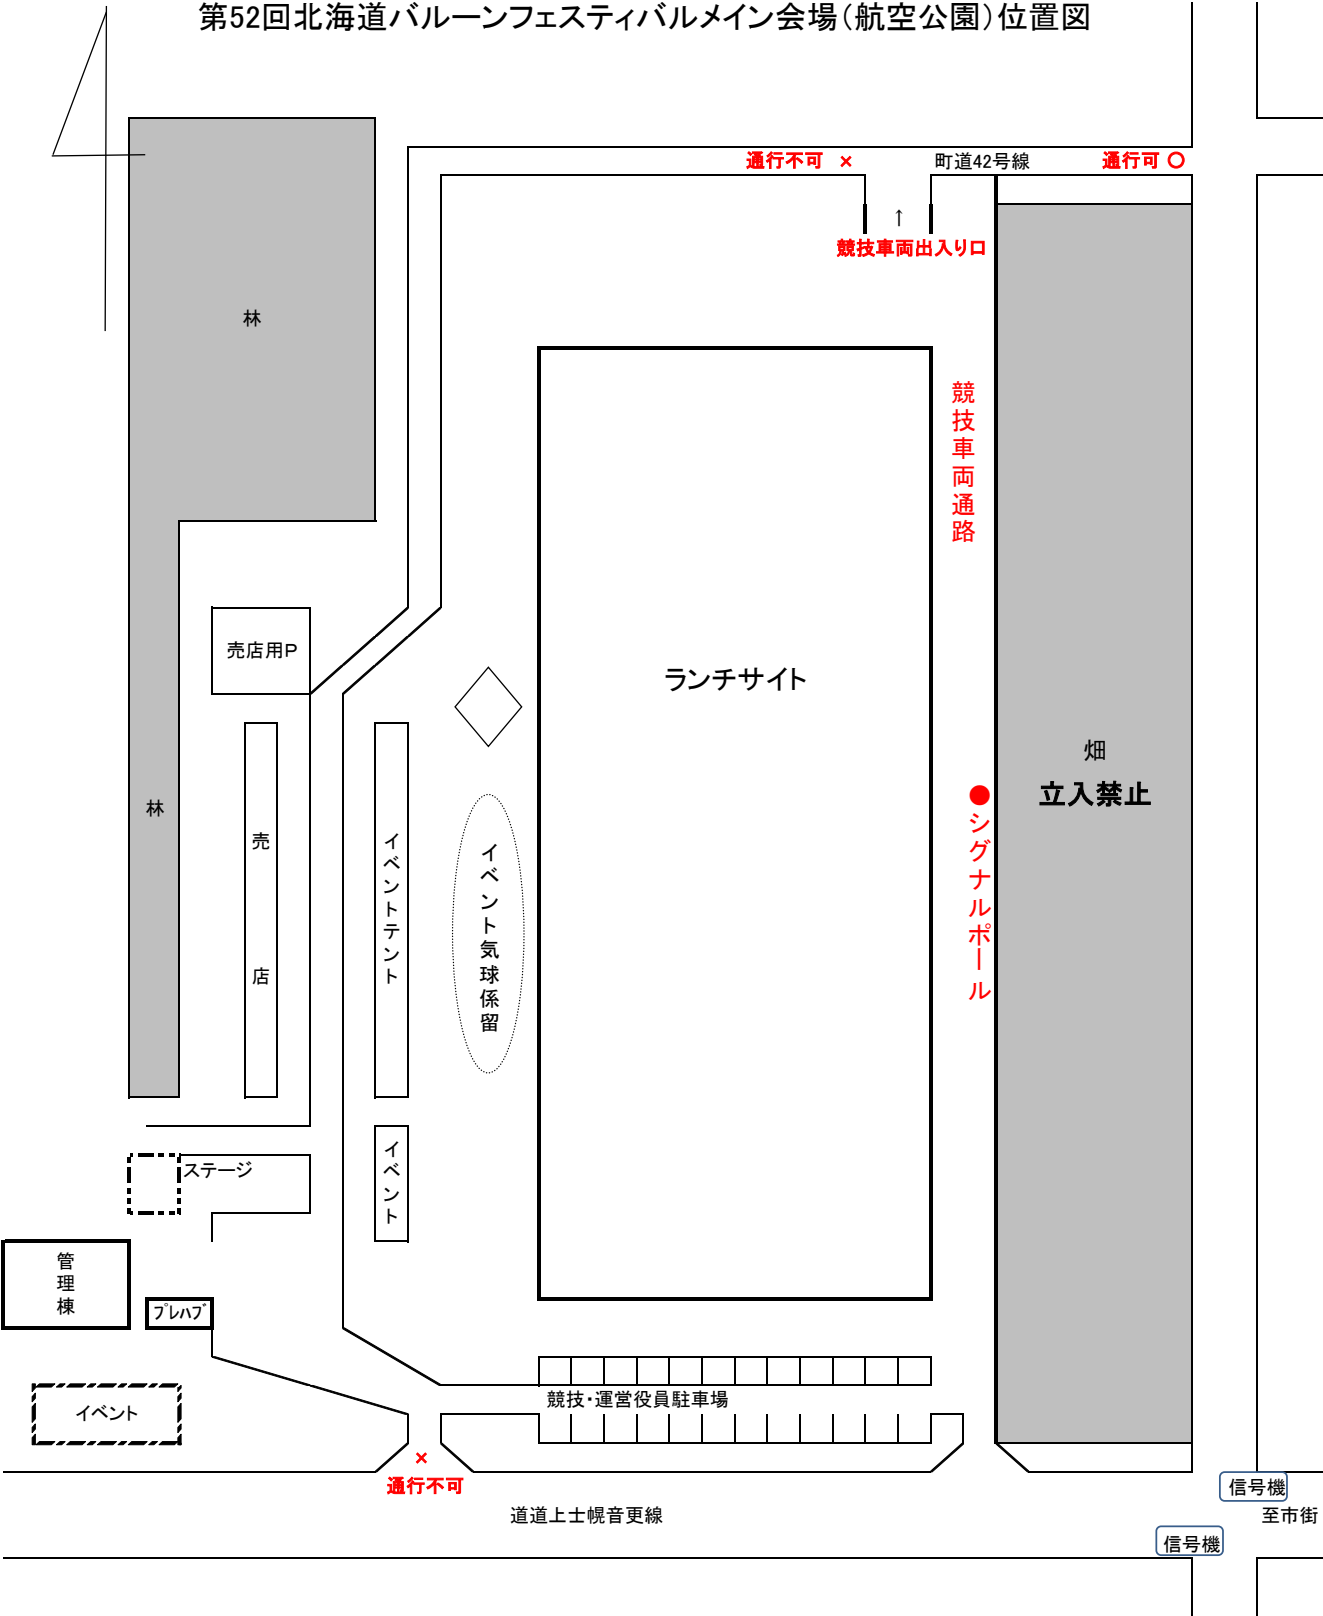 第52回北海道バルーンフェスティバルメイン会場（航空公園）位置図
通行不可 ×
町道42号線
通行可 〇
↑
競技車両出入り口
林
競技車両通路
売店用P
ランチサイト
畑
立入禁止
林
売店
イベントテント
イベント気球係留
●シグナルポール
イベント
ステージ
管理棟
ﾌﾟﾚﾊﾌﾞ
イベント
競技・運営役員駐車場
×
通行不可
道道上士幌音更線
信号機
至市街
信号機